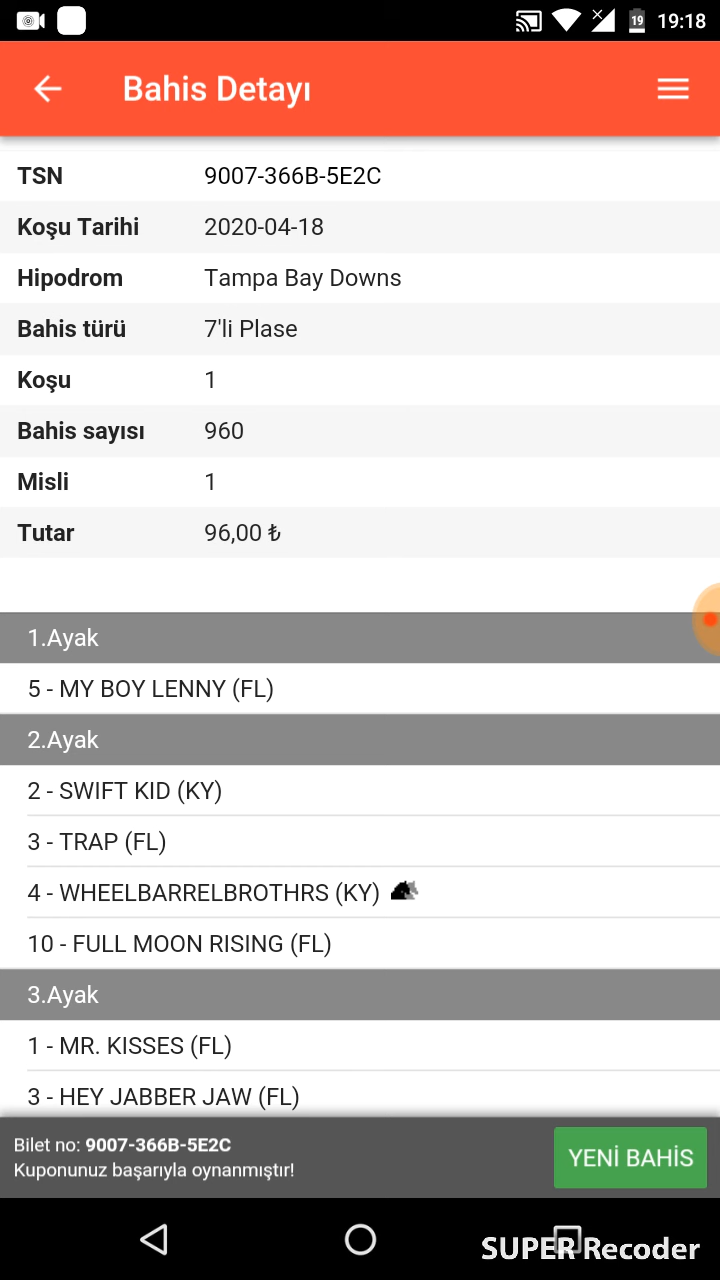 19 19:18
Bahis Detayı
TSN 9007-366B-5E2C
Koşu Tarihi 2020-04-18
Hipodrom Tampa Bay Downs
Bahis türü 7'li Plase
Koşu 1
Bahis sayısı 960
Misli 1
Tutar 96,00 ₺
1.Ayak
5 - MY BOY LENNY (FL)
2.Ayak
2 - SWIFT KID (KY)
3 - TRAP (FL)
4 - WHEELBARRELBROTHRS (KY)
10 - FULL MOON RISING (FL)
3.Ayak
1 - MR. KISSES (FL)
3 - HEY JABBER JAW (FL)
Bilet no: 9007-366B-5E2C
Kuponunuz başarıyla oynanmıştır!
YENİ BAHİS
SUPER Recoder